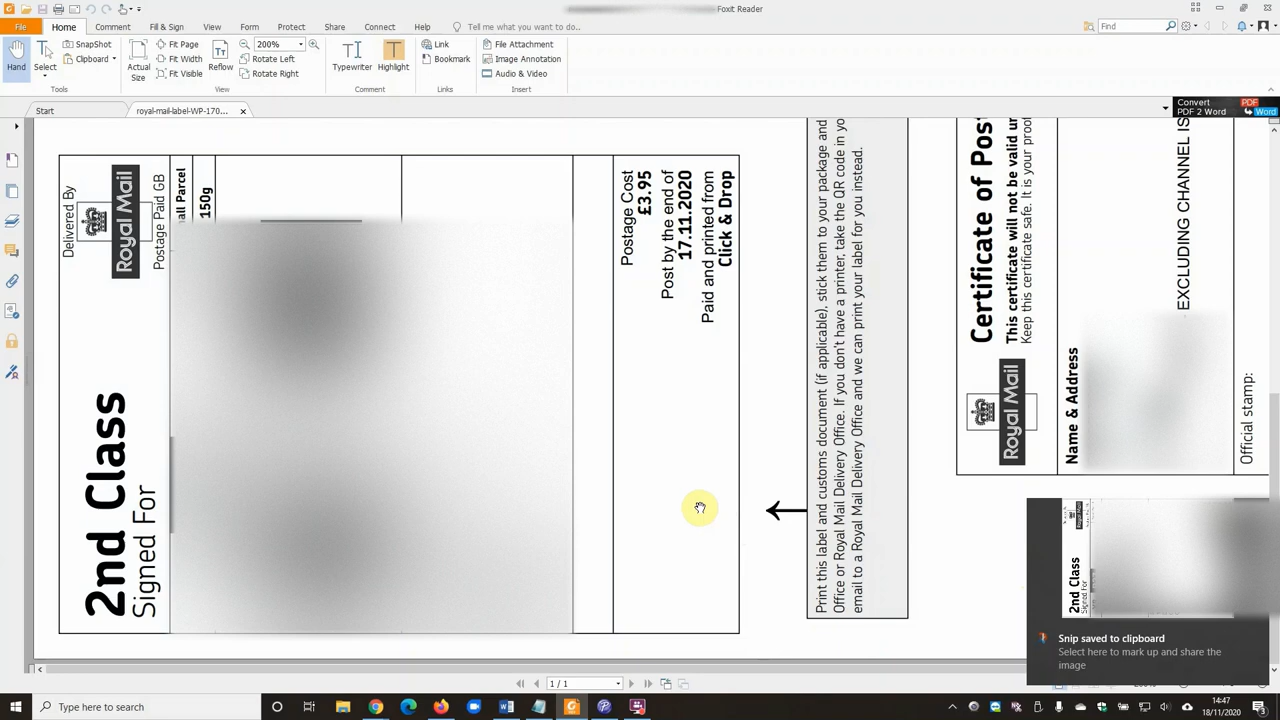 Foxit Reader
File
Home
Comment
Fill & Sign
View
Form
Protect
Share
Connect
Help
Tell me what you want to do..
Find
Hand
Select
SnapShot
Clipboard
Tools
Actual
Size
Fit Page
Fit Width
Fit Visible
Reflow
200%
Rotate Left
Rotate Right
View
Typewriter
Highlight
Comment
Link
Bookmark
Links
File Attachment
Image Annotation
Audio & Video
Insert
Start
royal-mail-label-WP-170...
Convert
PDF 2 Word
PDF
Word
2nd Class
Signed For
Delivered By
Royal Mail
Postage Paid GB
all Parcel
150g
Postage Cost
£3.95
Post by the end of
17.11.2020
Paid and printed from
Click & Drop
Print this label and customs document (if applicable), stick them to your package and
Office or Royal Mail Delivery Office. If you don't have a printer, take the QR code in yo
email to a Royal Mail Delivery Office and we can print your label for you instead.
Royal Mail
Certificate of Pos
This certificate will not be valid un
Keep this certificate safe. It is your proof
Name & Address
EXCLUDING CHANNEL IS
Official stamp:
2nd Class
Signed For
Royal Mail
Snip saved to clipboard
Select here to mark up and share the
image
1 / 1
Type here to search
14:47
18/11/2020